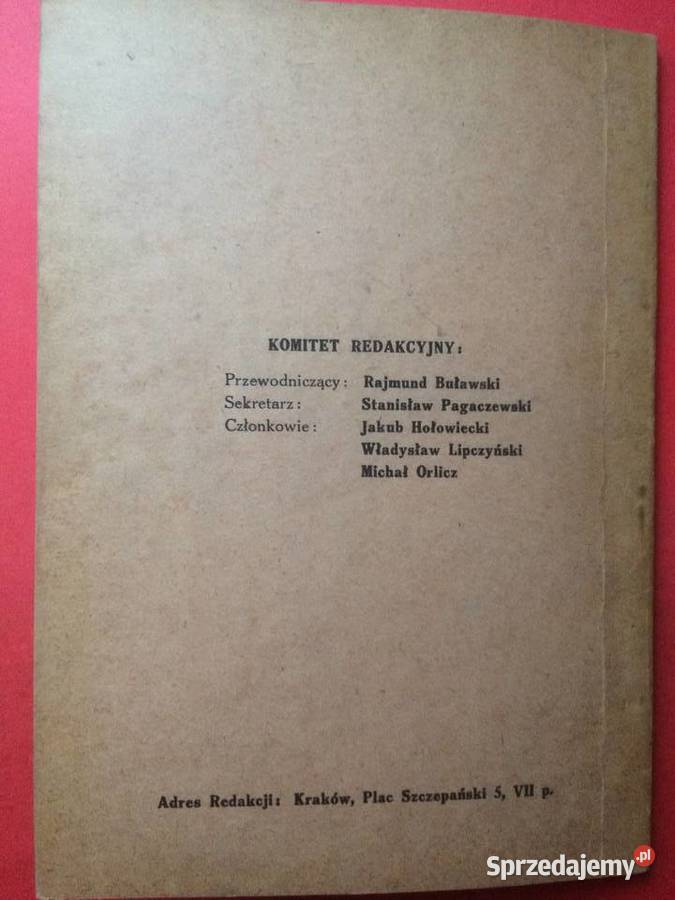 KOMITET REDAKCYJNY:
Przewodniczący: Rajmund Buławski
Sekretarz: Stanisław Pagaczewski
Członkowie: Jakub Hołowiecki
Władysław Lipczyński
Michał Orlicz
Adres Redakcji: Kraków, Plac Szczepański 5, VII p.
Sprzedajemy.pl